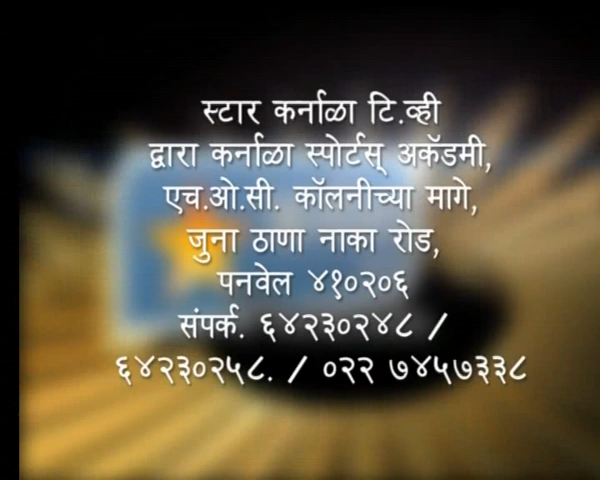 स्टार कर्नाळा टि.व्ही
द्वारा कर्नाळा स्पोर्टस् अकॅडमी,
एच.ओ.सी. कॉलनीच्या मागे,
जुना ठाणा नाका रोड,
पनवेल ४१०२०६
संपर्क. ६४२३०२४८ /
६४२३०२५८. / ०२२ ७४५७३३८